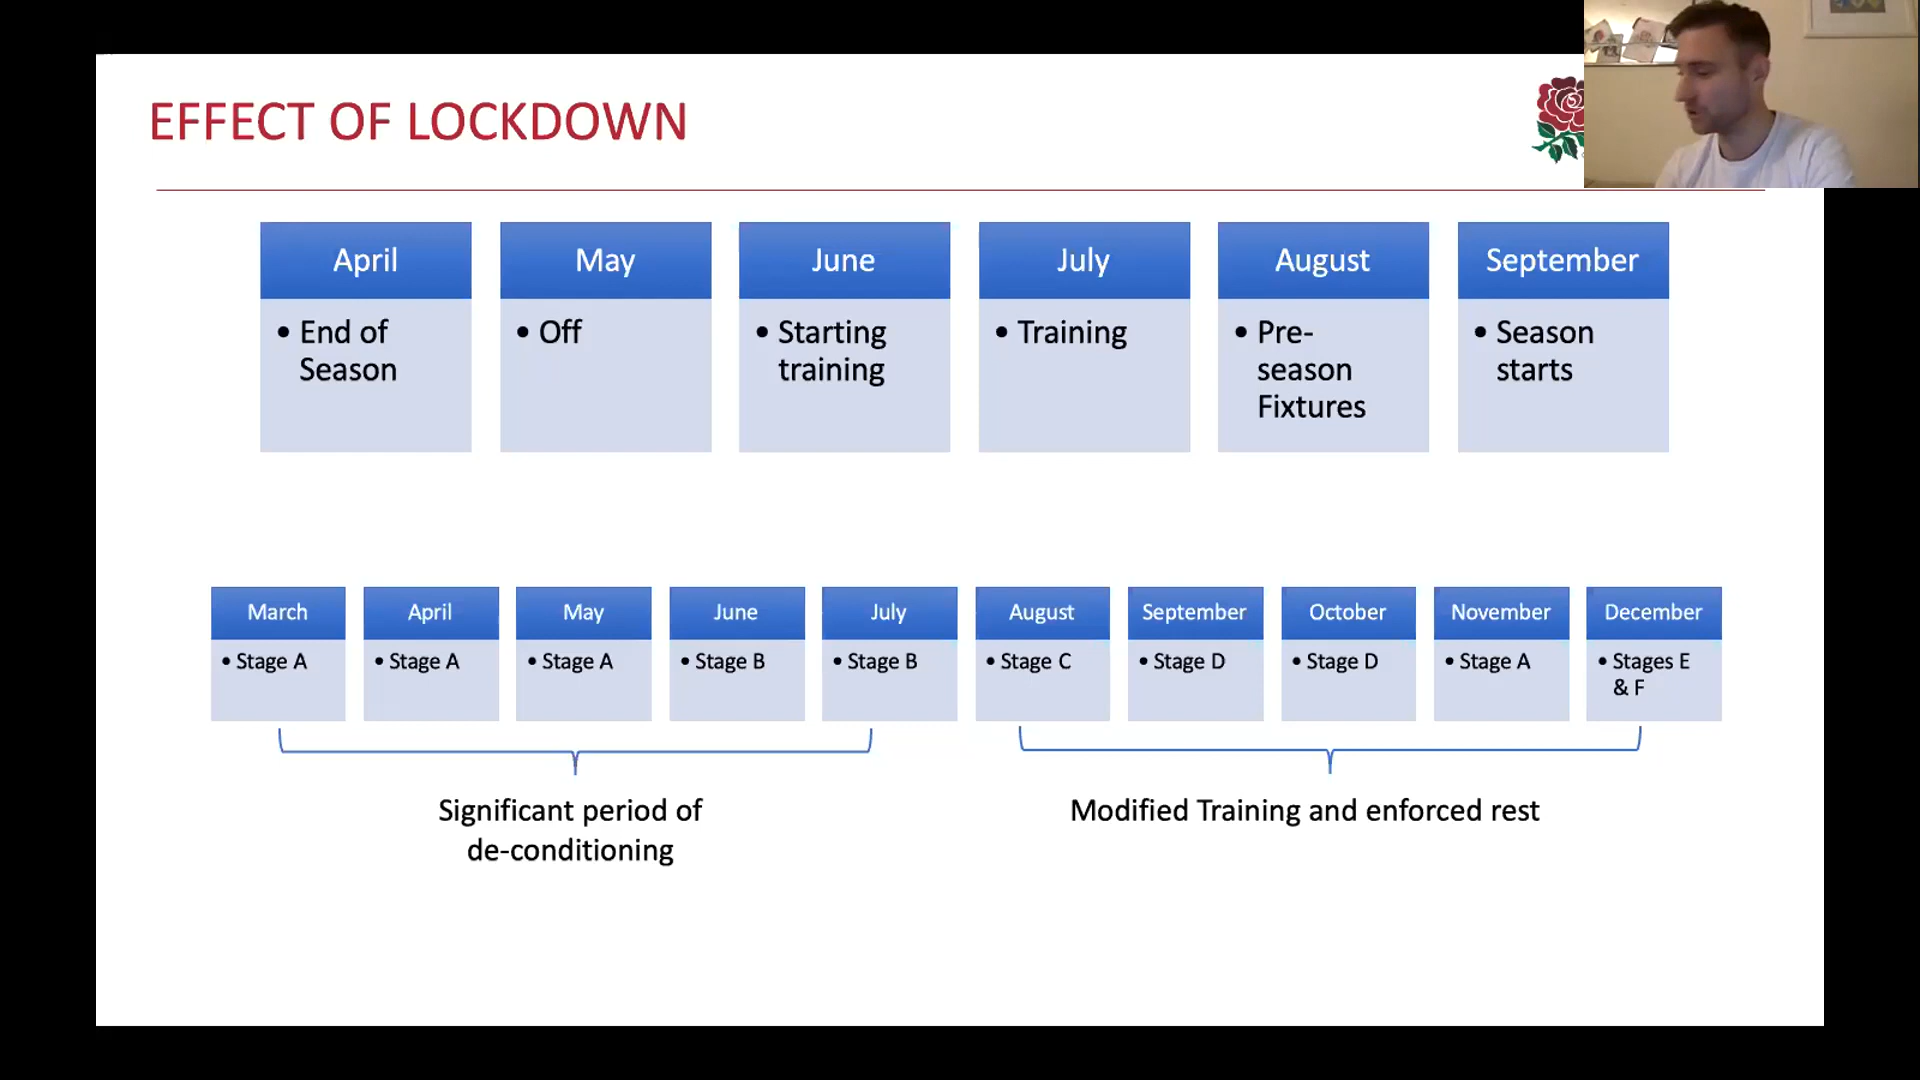 EFFECT OF LOCKDOWN
April
May
June
July
August
September
• End of
Season
• Off
• Starting
training
• Training
• Pre-
season
Fixtures
• Season
starts
March
April
May
June
July
August
September
October
November
December
• Stage A
• Stage A
• Stage A
• Stage B
• Stage B
• Stage C
• Stage D
• Stage D
• Stage A
• Stages E
& F
Significant period of
de-conditioning
Modified Training and enforced rest